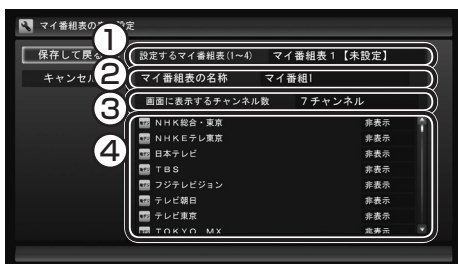 マイ番組表の
定
①
保存して戻
設定するマイ番組表(1~4) マイ番組表1【未設定】
キャンセル
②
マイ番組表の名称 マイ番組1
③
画面に表示するチャンネル数 7チャンネル
④
NHK総合・東京 非表示
NHKEテレ東京 非表示
日本テレビ 非表示
TBS 非表示
フジテレビジョン 非表示
テレビ朝日 非表示
テレビ東京 非表示
TOKYO MX 非表示